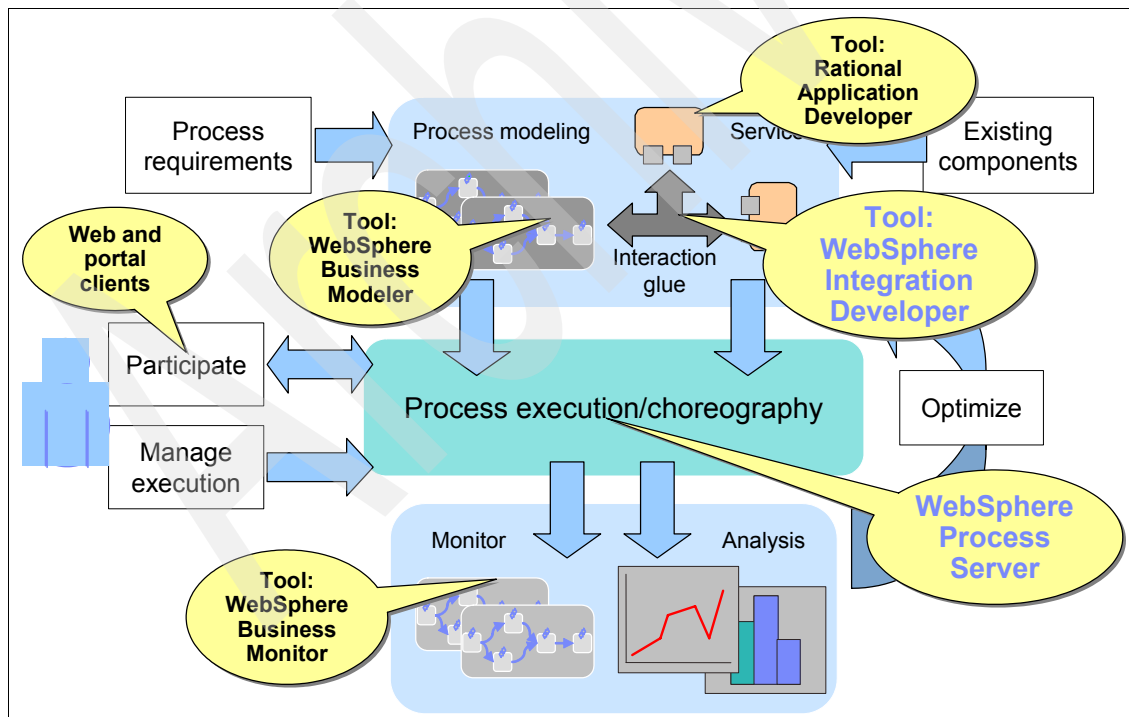 Tool:
Rational
Application
Developer
Process
requirements
Process modeling
Service
Existing
components
Tool:
WebSphere
Business
Modeler
Interaction
glue
Tool:
WebSphere
Integration
Developer
Web and
portal
clients
Participate
Process execution/choreography
Optimize
Manage
execution
WebSphere
Process
Server
Monitor
Analysis
Tool:
WebSphere
Business
Monitor